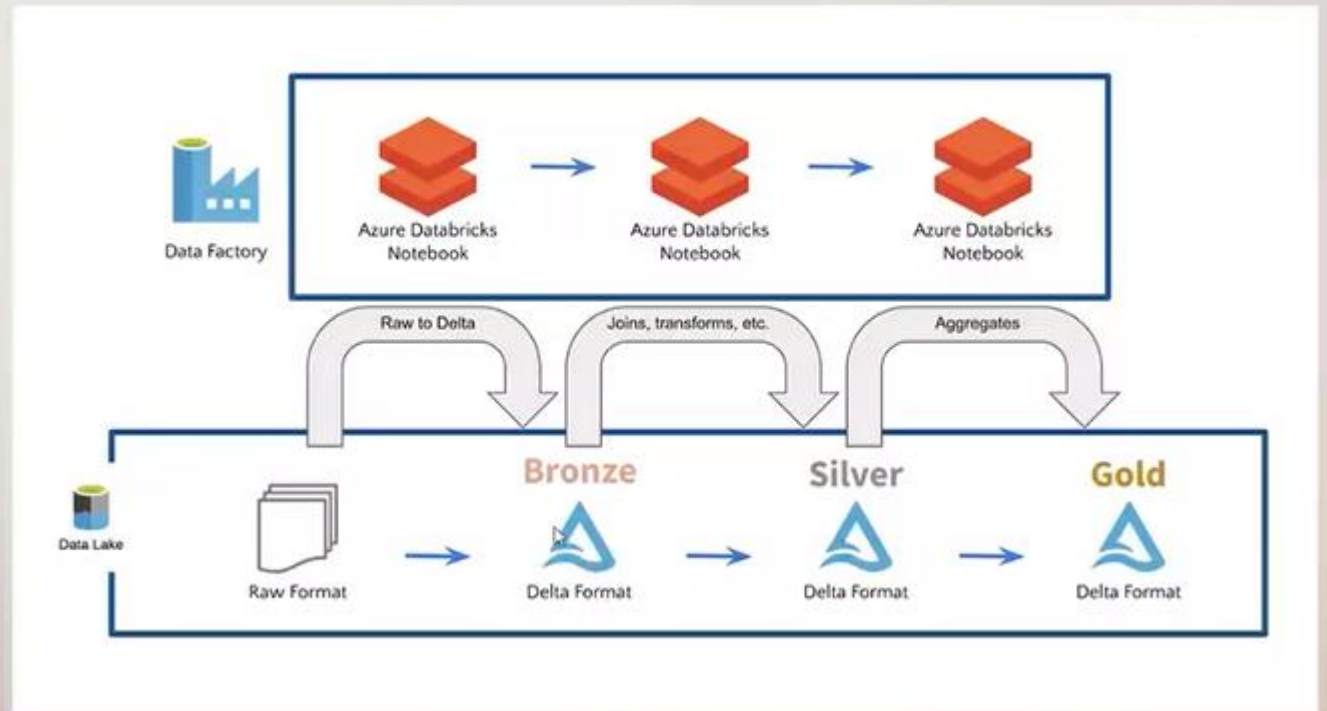 Data Factory
Azure Databricks
Notebook
Azure Databricks
Notebook
Azure Databricks
Notebook
Raw to Delta
Joins, transforms, etc.
Aggregates
Data Lake
Bronze
Silver
Gold
Raw Format
Delta Format
Delta Format
Delta Format